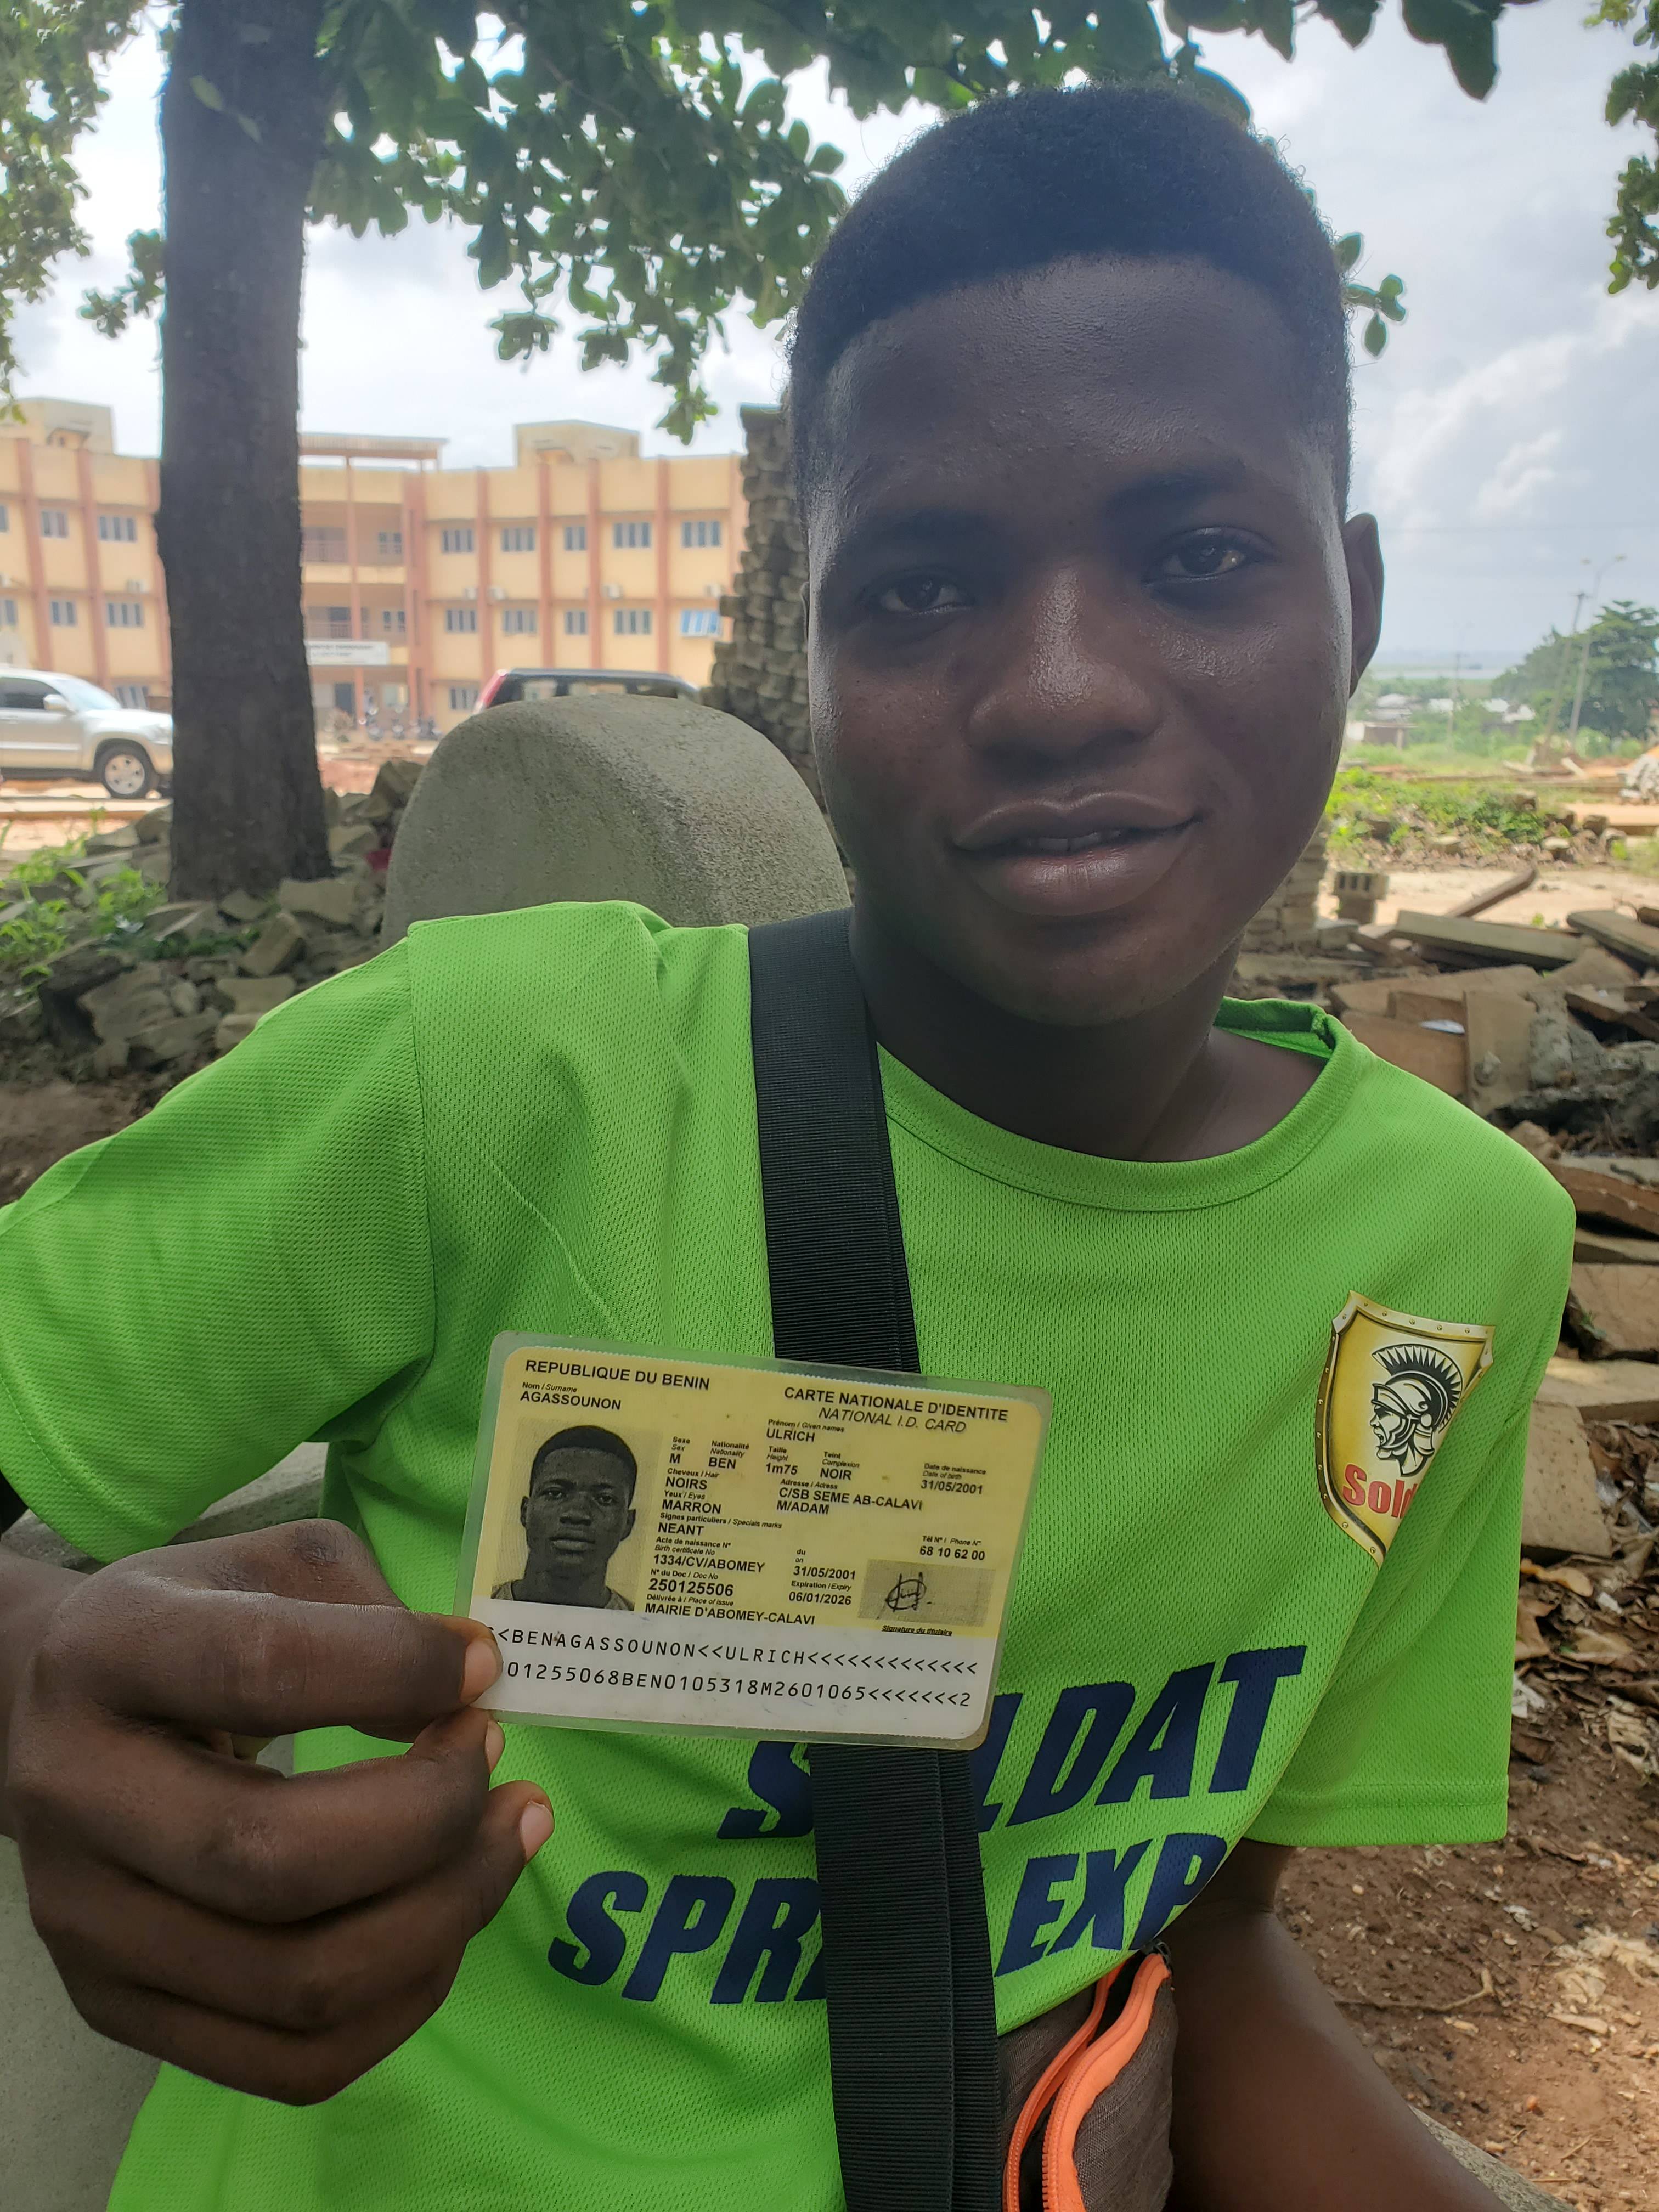 REPUBLIQUE DU BENIN
CARTE NATIONALE D'IDENTITE
NATIONAL I.D. CARD
Nom / Surname
AGASSOUNON
Prénom / Given names
ULRICH
Sexe
Sex
M
Nationalité
Nationality
BEN
Taille
Height
1m75
Teint
Complexion
NOIR
Date de naissance
Date of birth
31/05/2001
Cheveux / Hair
NOIRS
Adresse / Adress
C/SB SEME AB-CALAVI
M/ADAM
Yeux / Eyes
MARRON
Signes particuliers / Specials marks
NEANT
Tél N° / Phone N°
68 10 62 00
Acte de naissance N°
Birth certificate No
1334/CV/ABOMEY
du
on
31/05/2001
N° du Doc / Doc No
250125506
Expiration / Expiry
06/01/2026
Délivrée à / Place of issue
MAIRIE D'ABOMEY-CALAVI
Signature du titulaire
<<BENAGASSOUNON<<ULRICH<<<<<<<<<<<<<
01255068BEN0105318M2601065<<<<<<<2
Sold
SOLDAT
SPR EXP